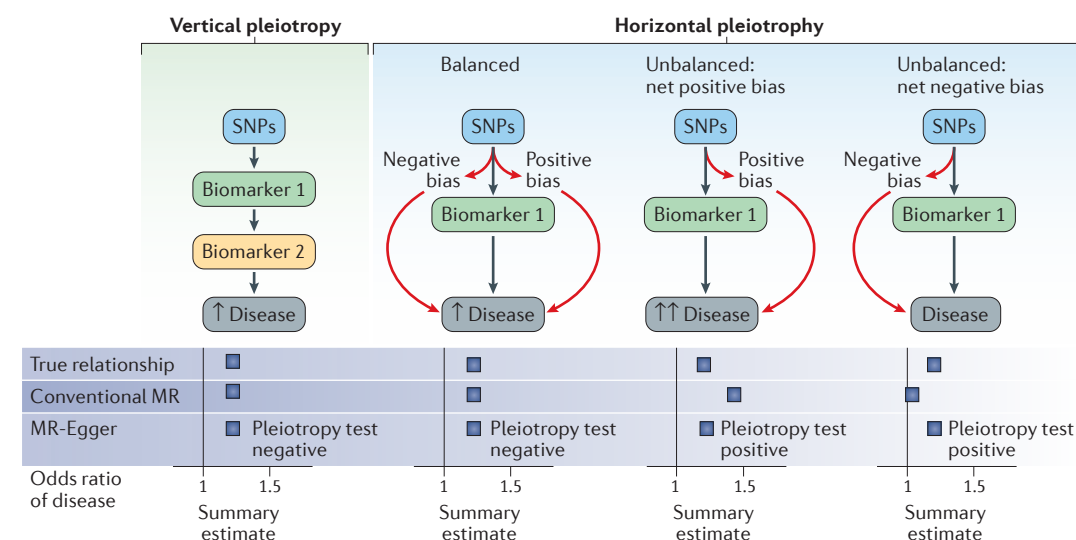 Vertical pleiotropy
Horizontal pleiotrophy
Balanced
Unbalanced:
net positive bias
Unbalanced:
net negative bias
SNPs
Biomarker 1
Biomarker 2
↑ Disease
SNPs
Negative
bias
Positive
bias
Biomarker 1
↑ Disease
SNPs
Positive
bias
Biomarker 1
↑↑ Disease
SNPs
Negative
bias
Biomarker 1
Disease
True relationship
Conventional MR
MR-Egger
Pleiotropy test
negative
Pleiotropy test
negative
Pleiotropy test
positive
Pleiotropy test
positive
Odds ratio
of disease
1 1.5
Summary
estimate
1 1.5
Summary
estimate
1 1.5
Summary
estimate
1 1.5
Summary
estimate